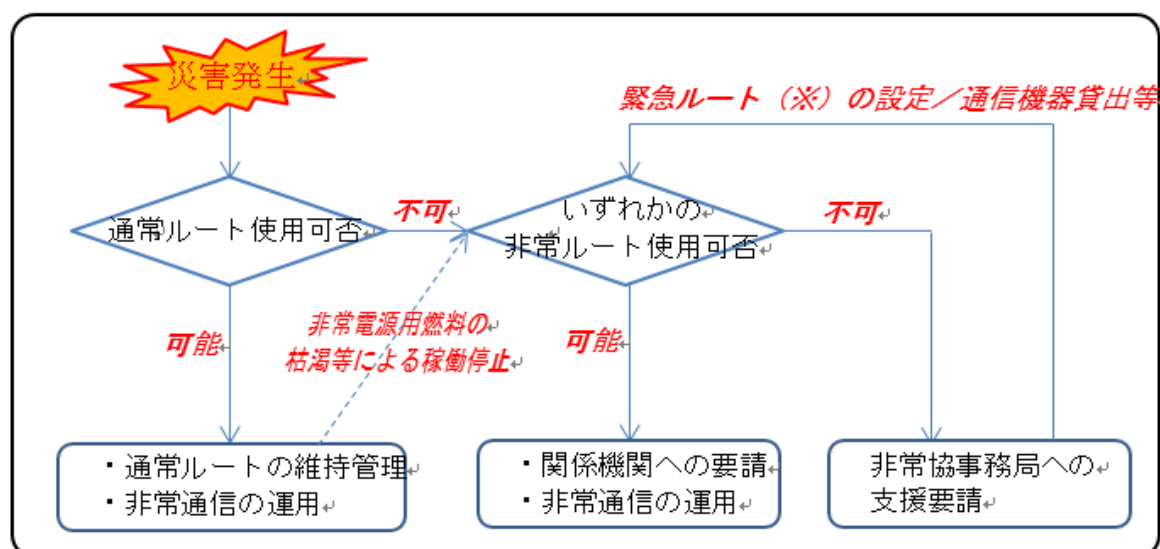 災害発生
緊急ルート（※）の設定／通信機器貸出等
通常ルート使用可否
不可
いずれかの
非常ルート使用可否
不可
可能
非常電源用燃料の
枯渇等による稼働停止
可能
・通常ルートの維持管理
・非常通信の運用
・関係機関への要請
・非常通信の運用
非常協事務局への
支援要請